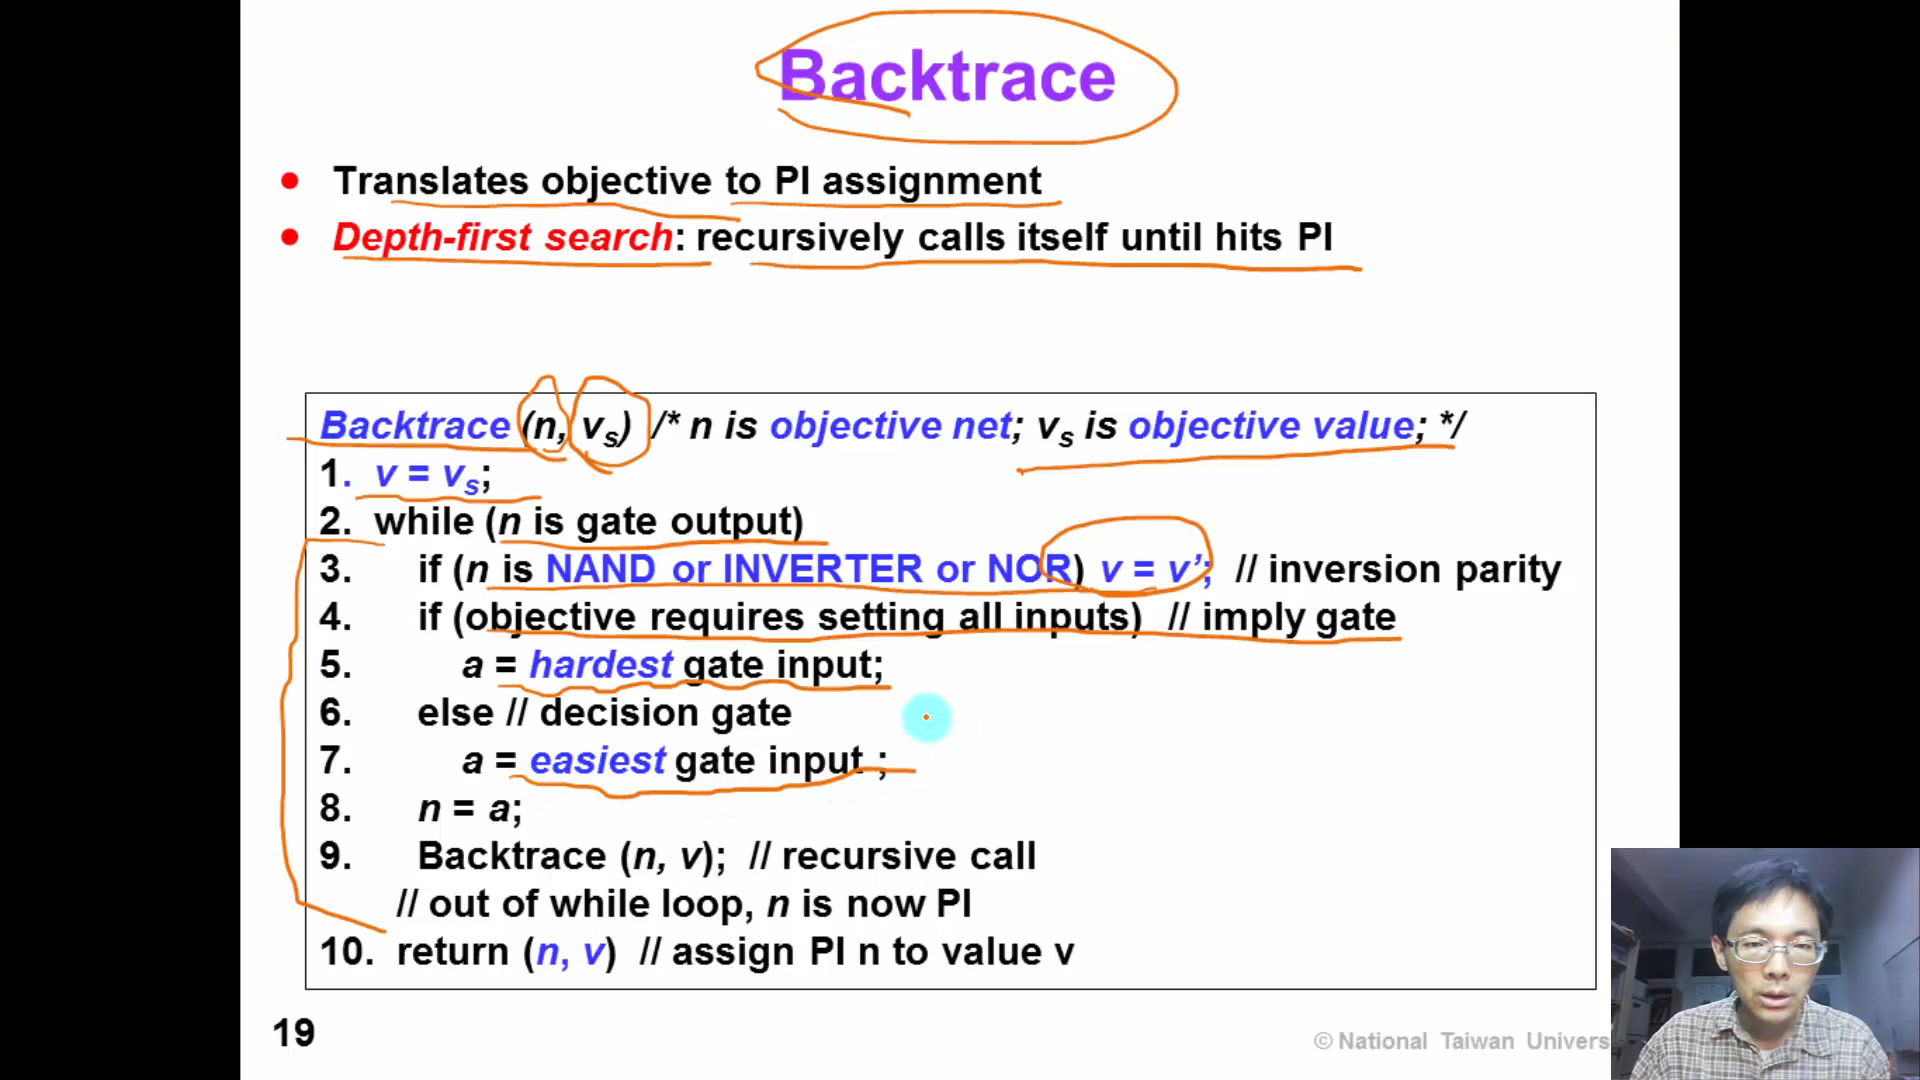 Backtrace
• Translates objective to PI assignment
• Depth-first search: recursively calls itself until hits PI
Backtrace (n, vs) /* n is objective net; vs is objective value; */
1. v = vs;
2. while (n is gate output)
3. if (n is NAND or INVERTER or NOR) v = v’; // inversion parity
4. if (objective requires setting all inputs) // imply gate
5. a = hardest gate input;
6. else // decision gate
7. a = easiest gate input ;
8. n = a;
9. Backtrace (n, v); // recursive call
// out of while loop, n is now PI
10. return (n, v) // assign PI n to value v
19
© National Taiwan Univers